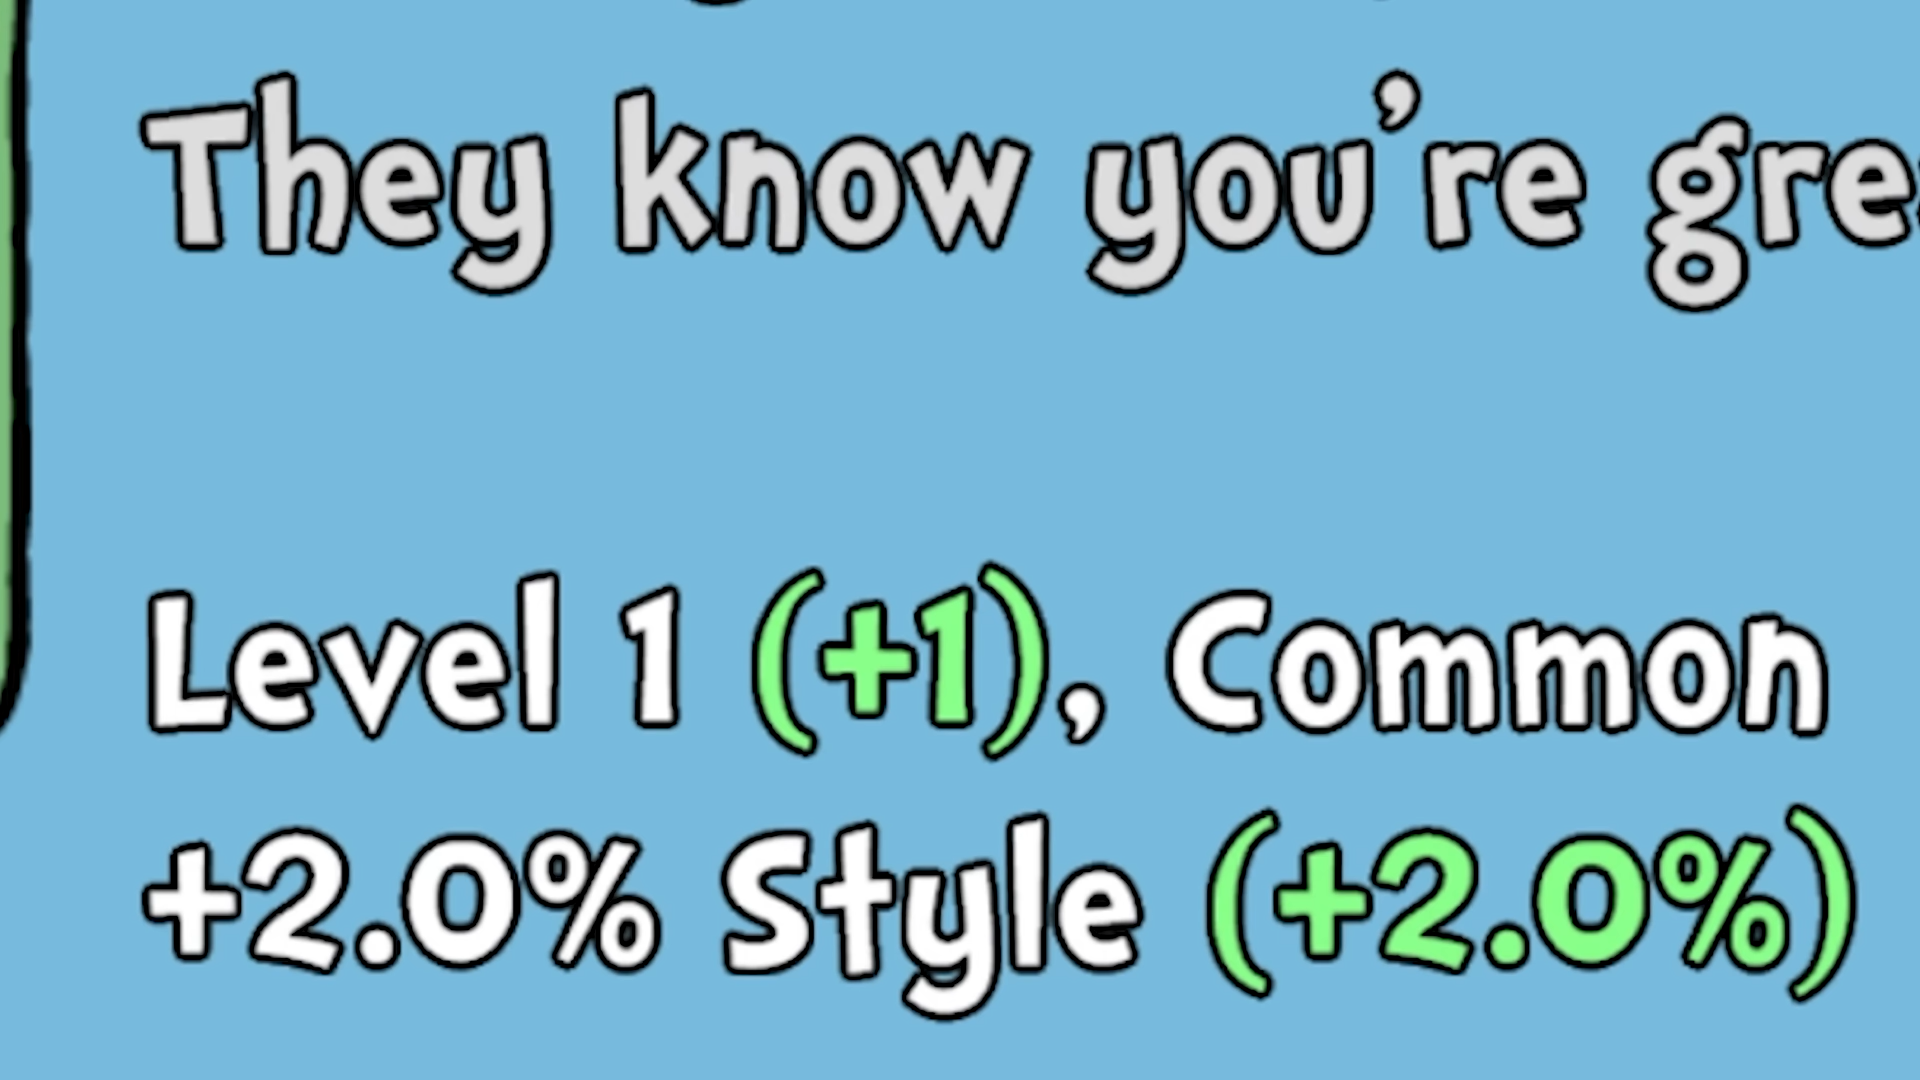 They know you're
Level 1 (+1), Common
+2.0% Style (+2.0%)